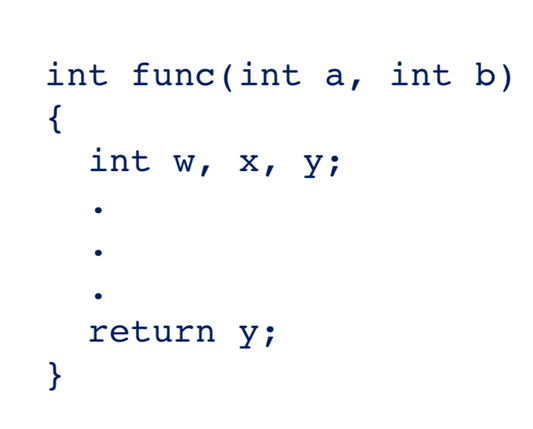 int func(int a, int b)
{
int w, x, y;
.
.
.
return y;
}